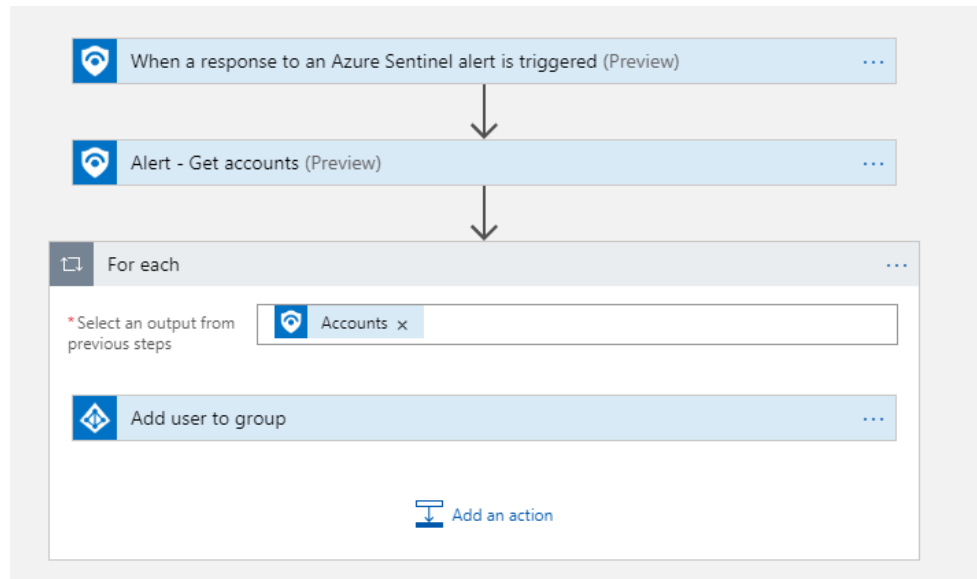 When a response to an Azure Sentinel alert is triggered (Preview)
Alert - Get accounts (Preview)
For each
*Select an output from
previous steps
Accounts ×
Add user to group
Add an action